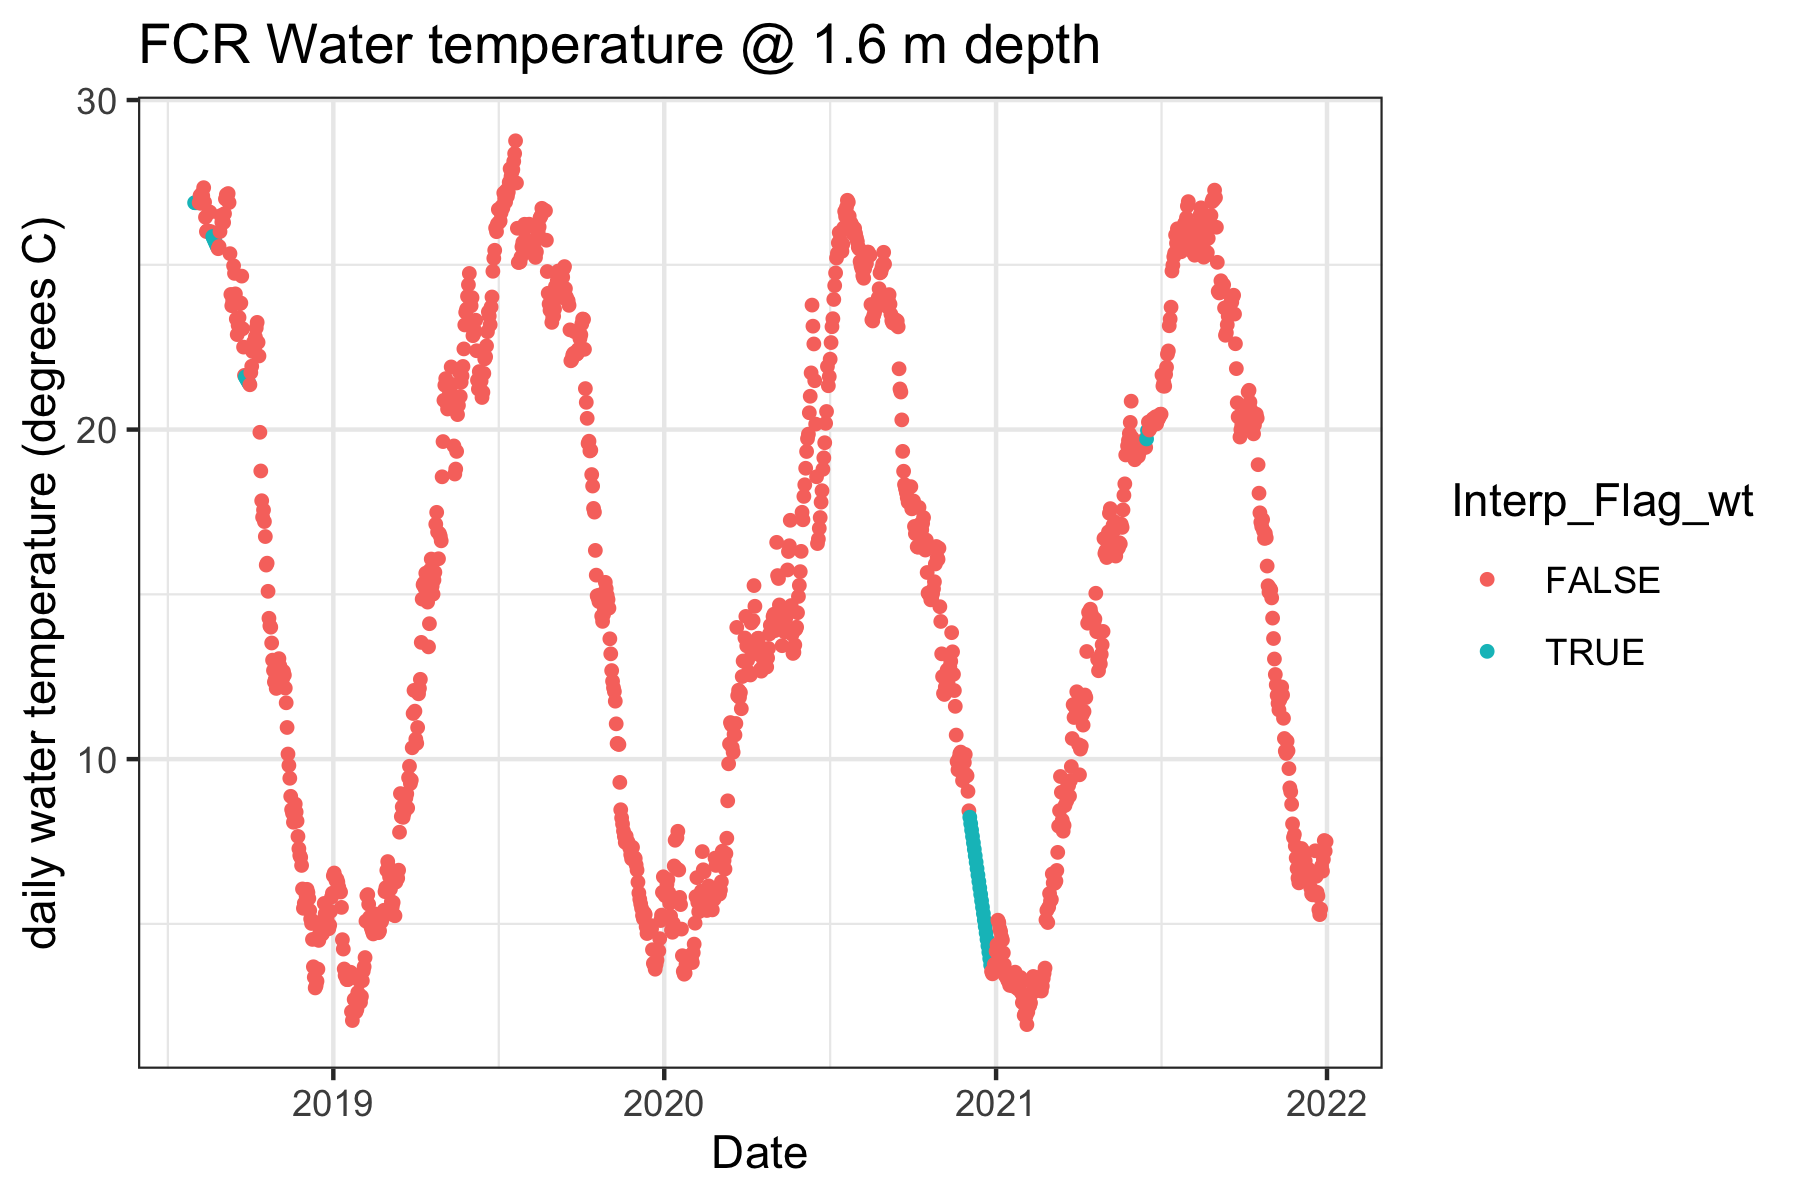 FCR Water temperature @ 1.6 m depth
daily water temperature (degrees C)
30
20
10
2019
2020
2021
2022
Date
Interp_Flag_wt
FALSE
TRUE